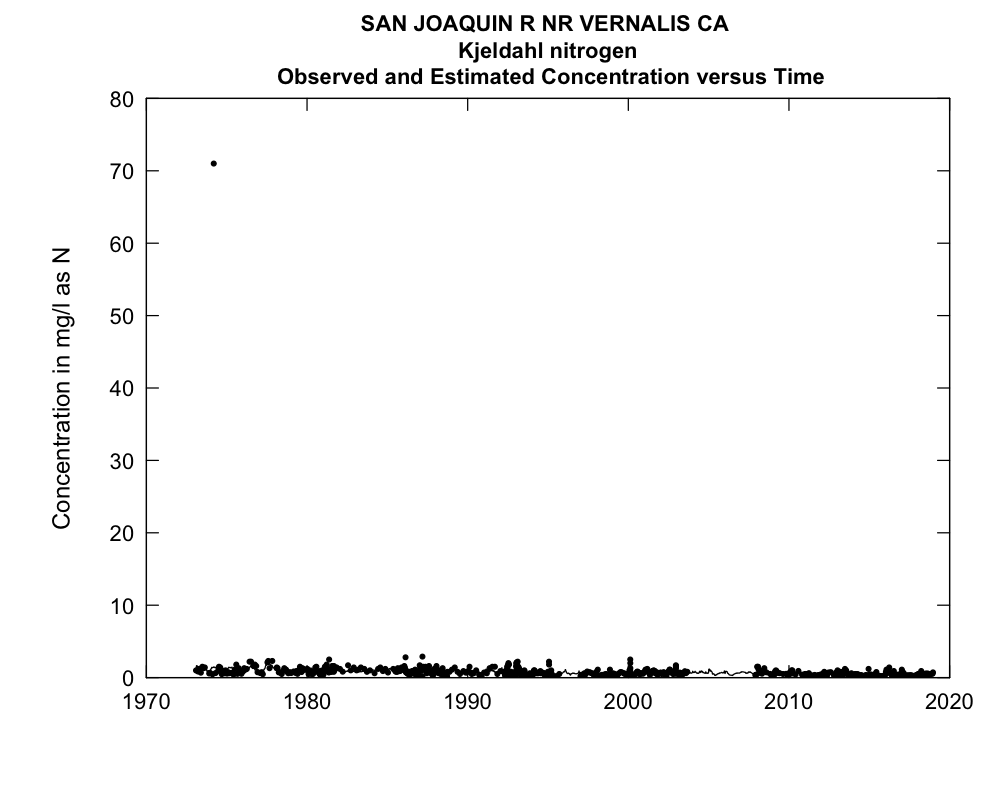 SAN JOAQUIN R NR VERNALIS CA
Kjeldahl nitrogen
Observed and Estimated Concentration versus Time
Concentration in mg/l as N
80
70
60
50
40
30
20
10
0
1970 1980 1990 2000 2010 2020